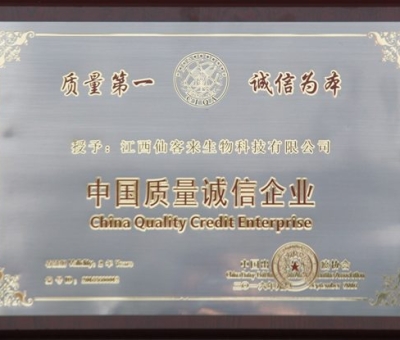 质量第一
诚信为本
授予：江西仙客来生物科技有限公司
中国质量诚信企业
China Quality Credit Enterprise